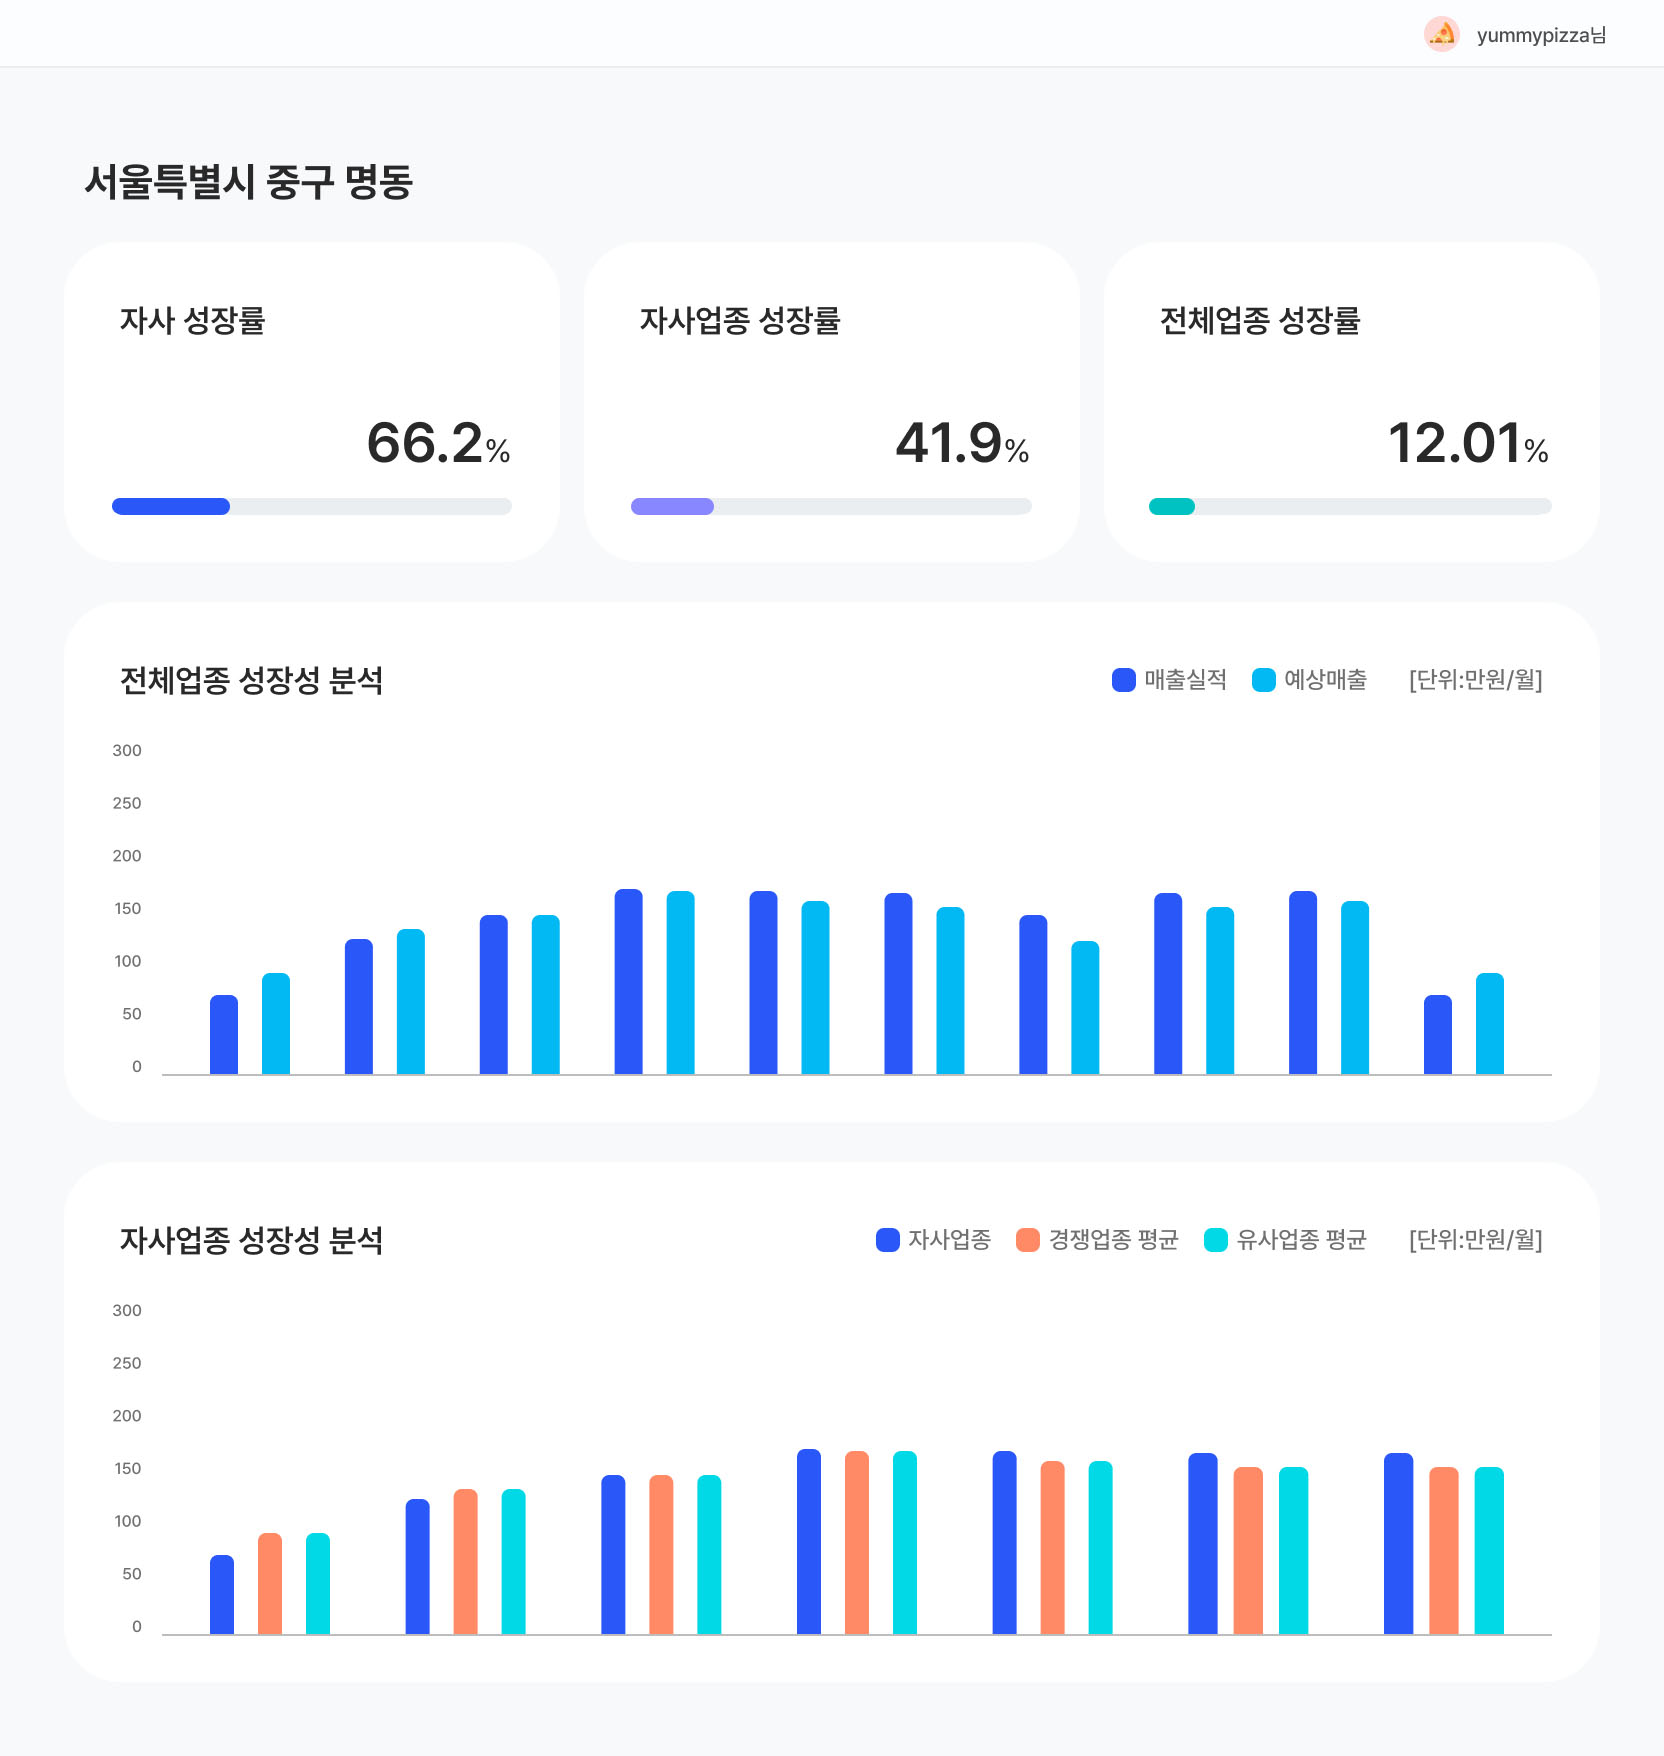 yummypizza님
서울특별시 중구 명동
자사 성장률
66.2%
자사업종 성장률
41.9%
전체업종 성장률
12.01%
전체업종 성장성 분석
매출실적 예상매출 [단위:만원/월]
300
250
200
150
100
50
0
자사업종 성장성 분석
자사업종 경쟁업종 평균 유사업종 평균 [단위:만원/월]
300
250
200
150
100
50
0